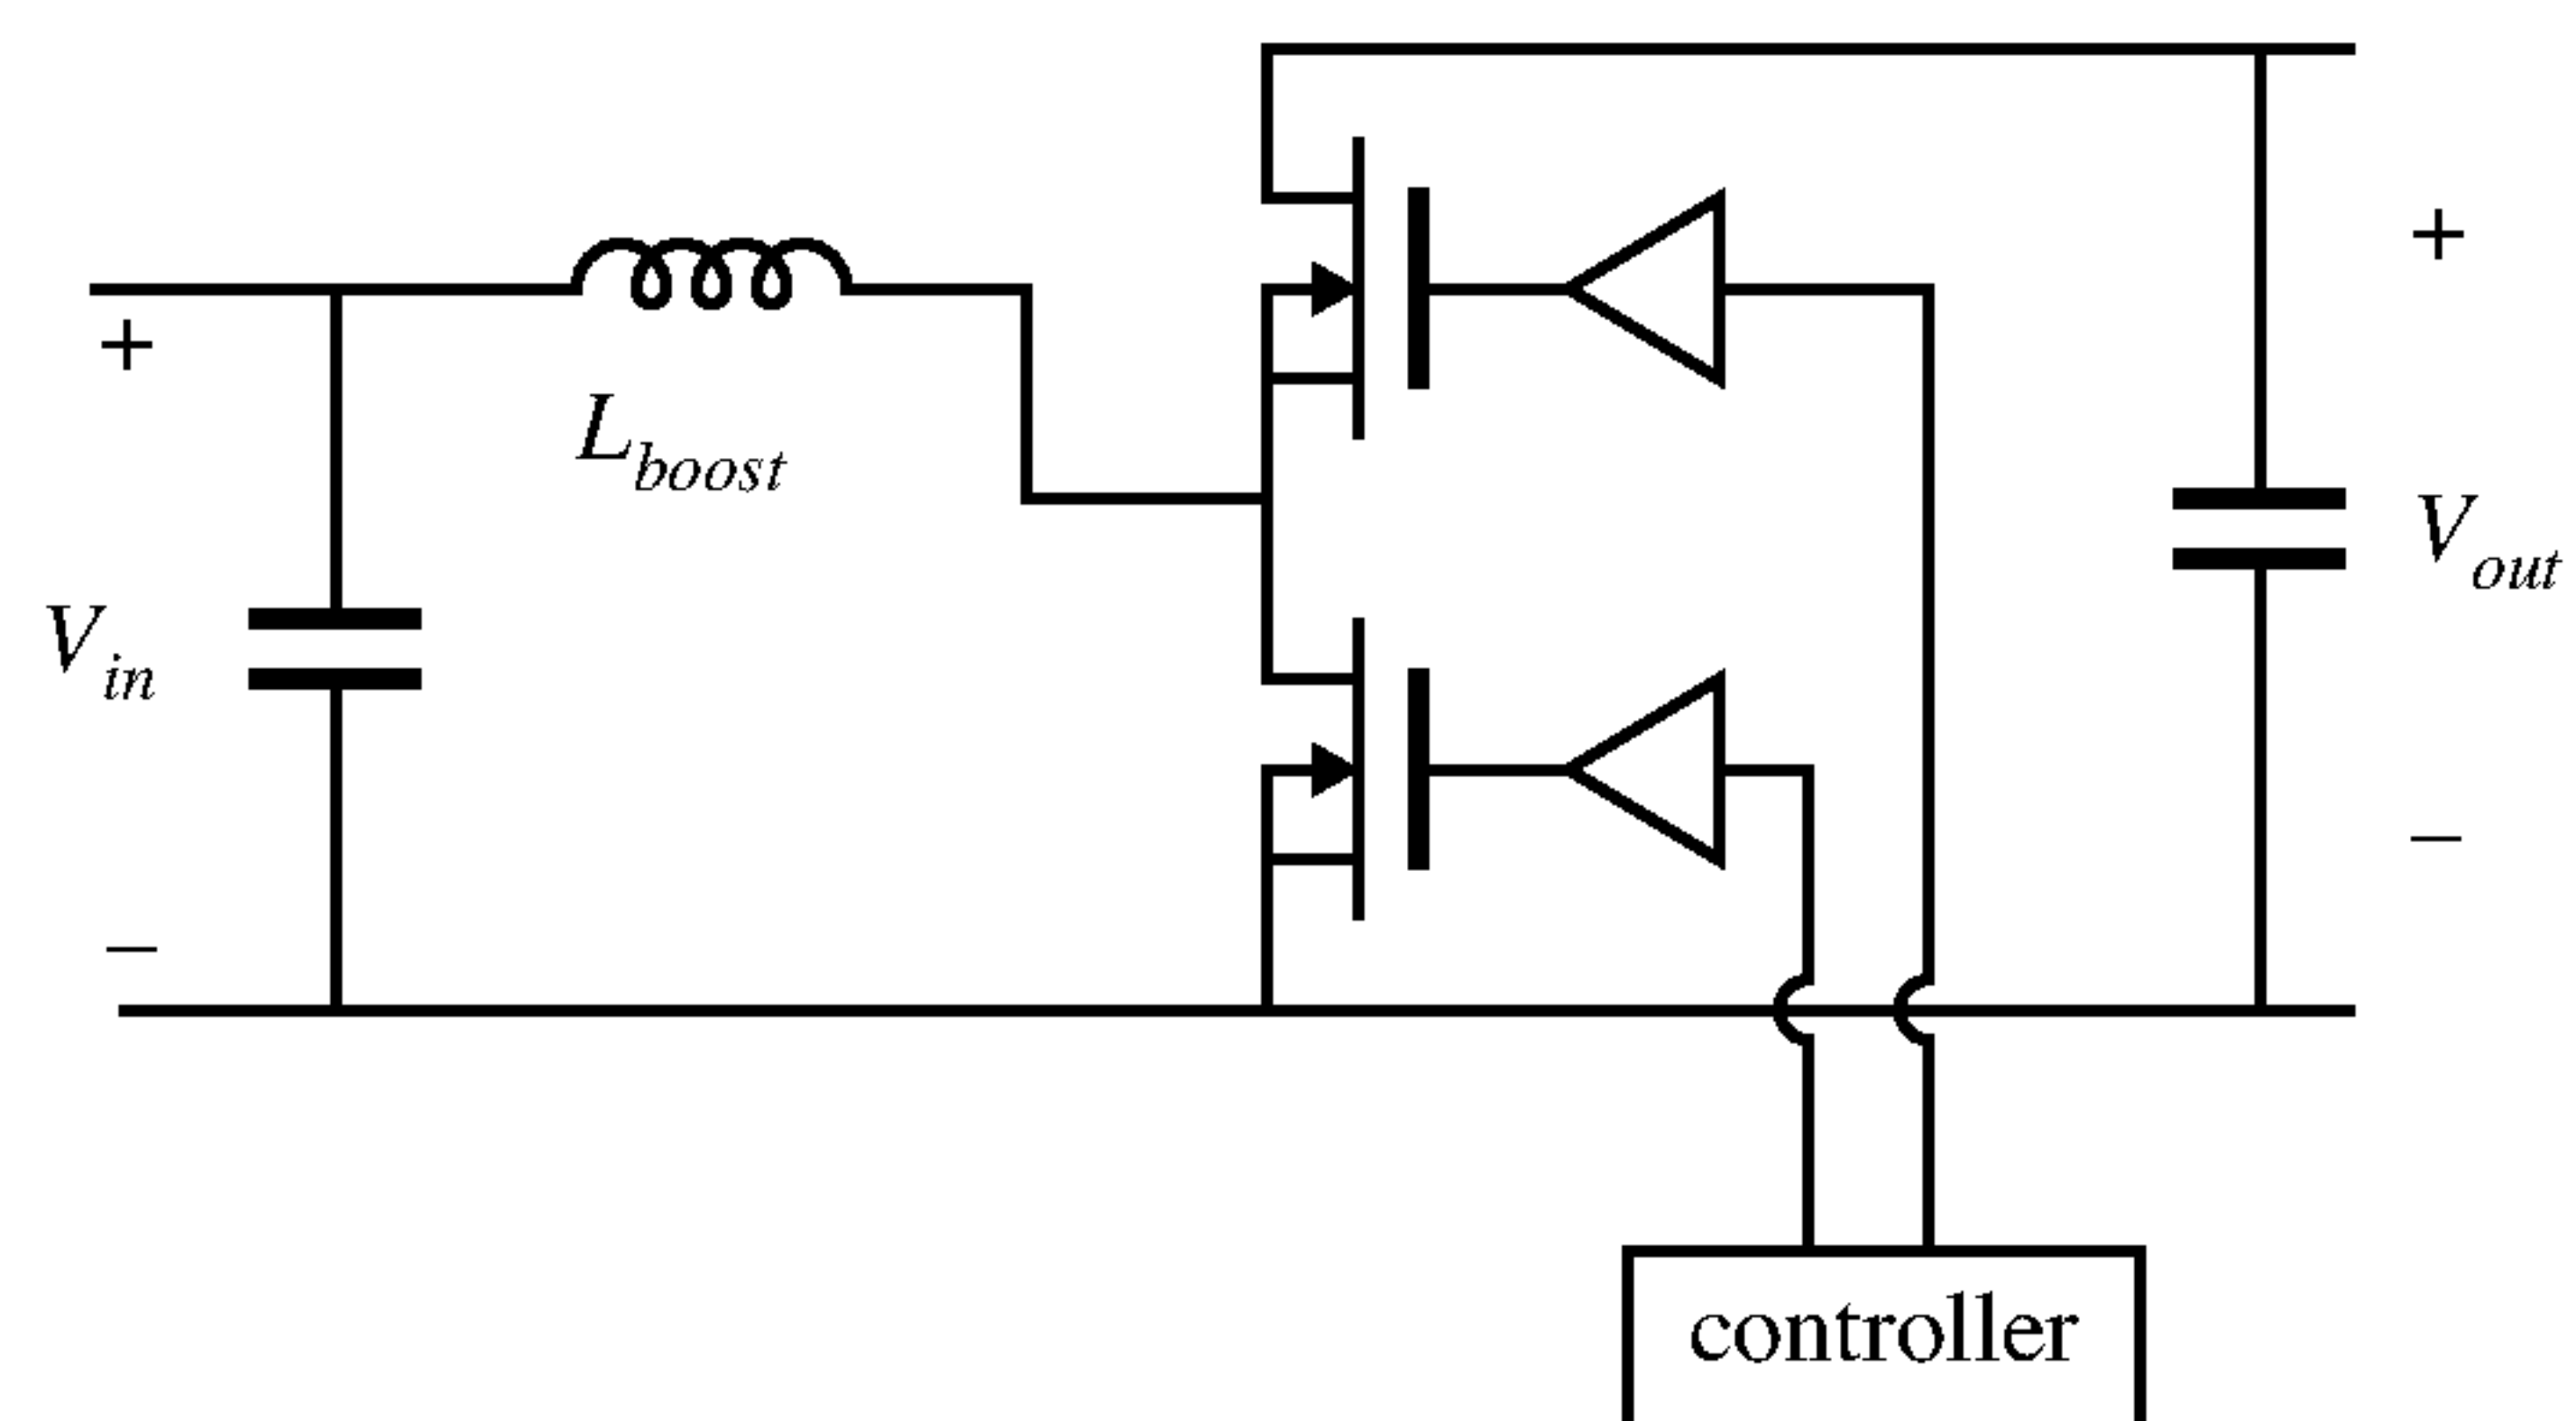 +
+
L_boost
V_out
V_in
–
–
controller